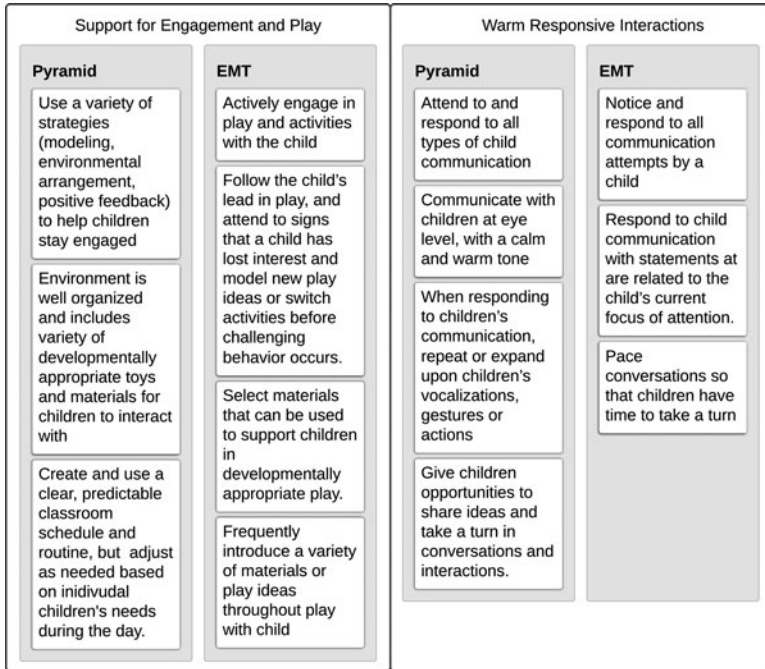 Support for Engagement and Play
Pyramid
Use a variety of
strategies
(modeling,
environmental
arrangement,
positive feedback)
to help children
stay engaged
Environment is
well organized
and includes
variety of
developmentally
appropriate toys
and materials for
children to interact
with
Create and use a
clear, predictable
classroom
schedule and
routine, but adjust
as needed based
on inidivudal
children's needs
during the day.
EMT
Actively engage in
play and activities
with the child
Follow the child's
lead in play, and
attend to signs
that a child has
lost interest and
model new play
ideas or switch
activities before
challenging
behavior occurs.
Select materials
that can be used
to support children
in
developmentally
appropriate play.
Frequently
introduce a variety
of materials or
play ideas
throughout play
with child
Warm Responsive Interactions
Pyramid
Attend to and
respond to all
types of child
communication
Communicate with
children at eye
level, with a calm
and warm tone
When responding
to children's
communication,
repeat or expand
upon children's
vocalizations,
gestures or
actions
Give children
opportunities to
share ideas and
take a turn in
conversations and
interactions.
EMT
Notice and
respond to all
communication
attempts by a
child
Respond to child
communication
with statements at
are related to the
child's current
focus of attention.
Pace
conversations so
that children have
time to take a turn